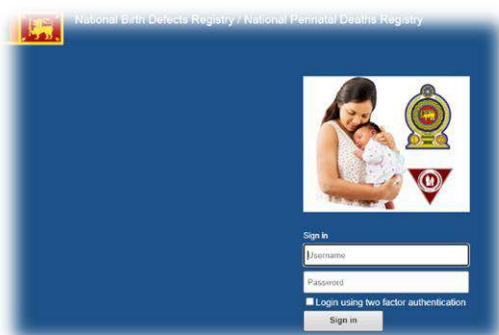 National Birth Defects Registry / National Perinatal Deaths Registry
Sign in
Username
Password
Login using two factor authentication
Sign in